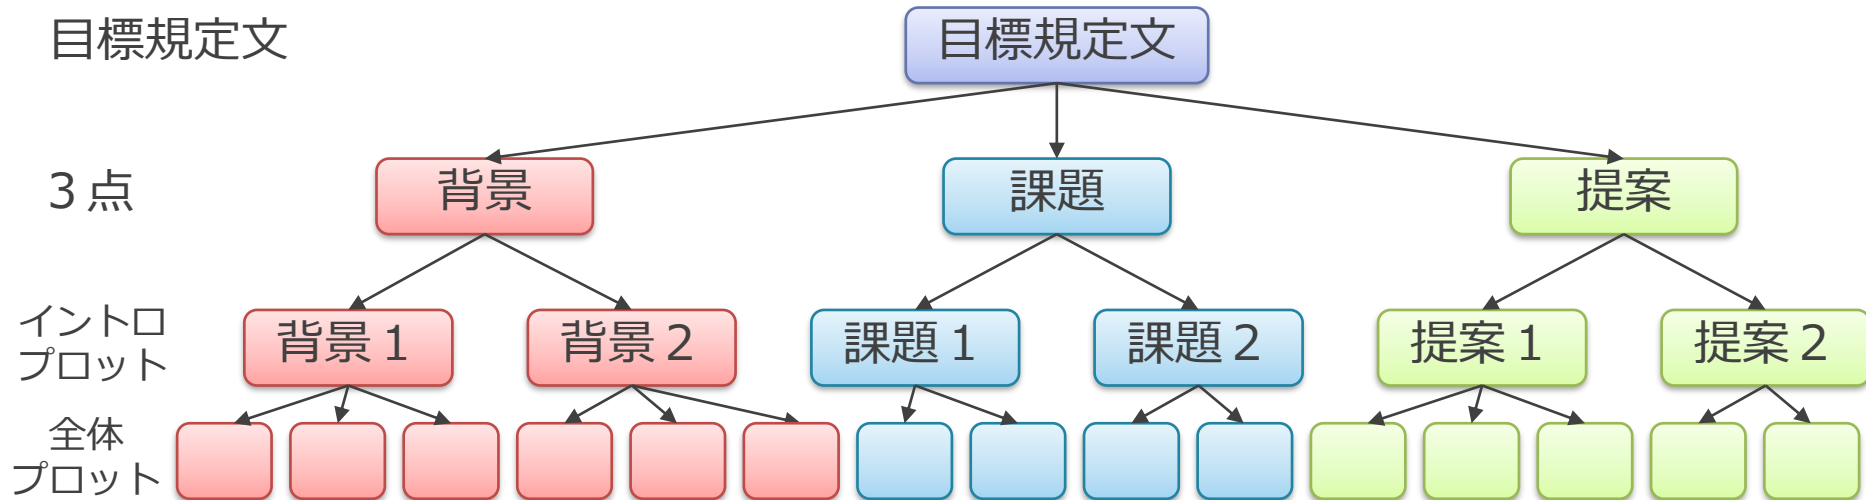 目標規定文
目標規定文
3点
背景
課題
提案
イントロ
プロット
背景1
背景2
課題1
課題2
提案1
提案2
全体
プロット